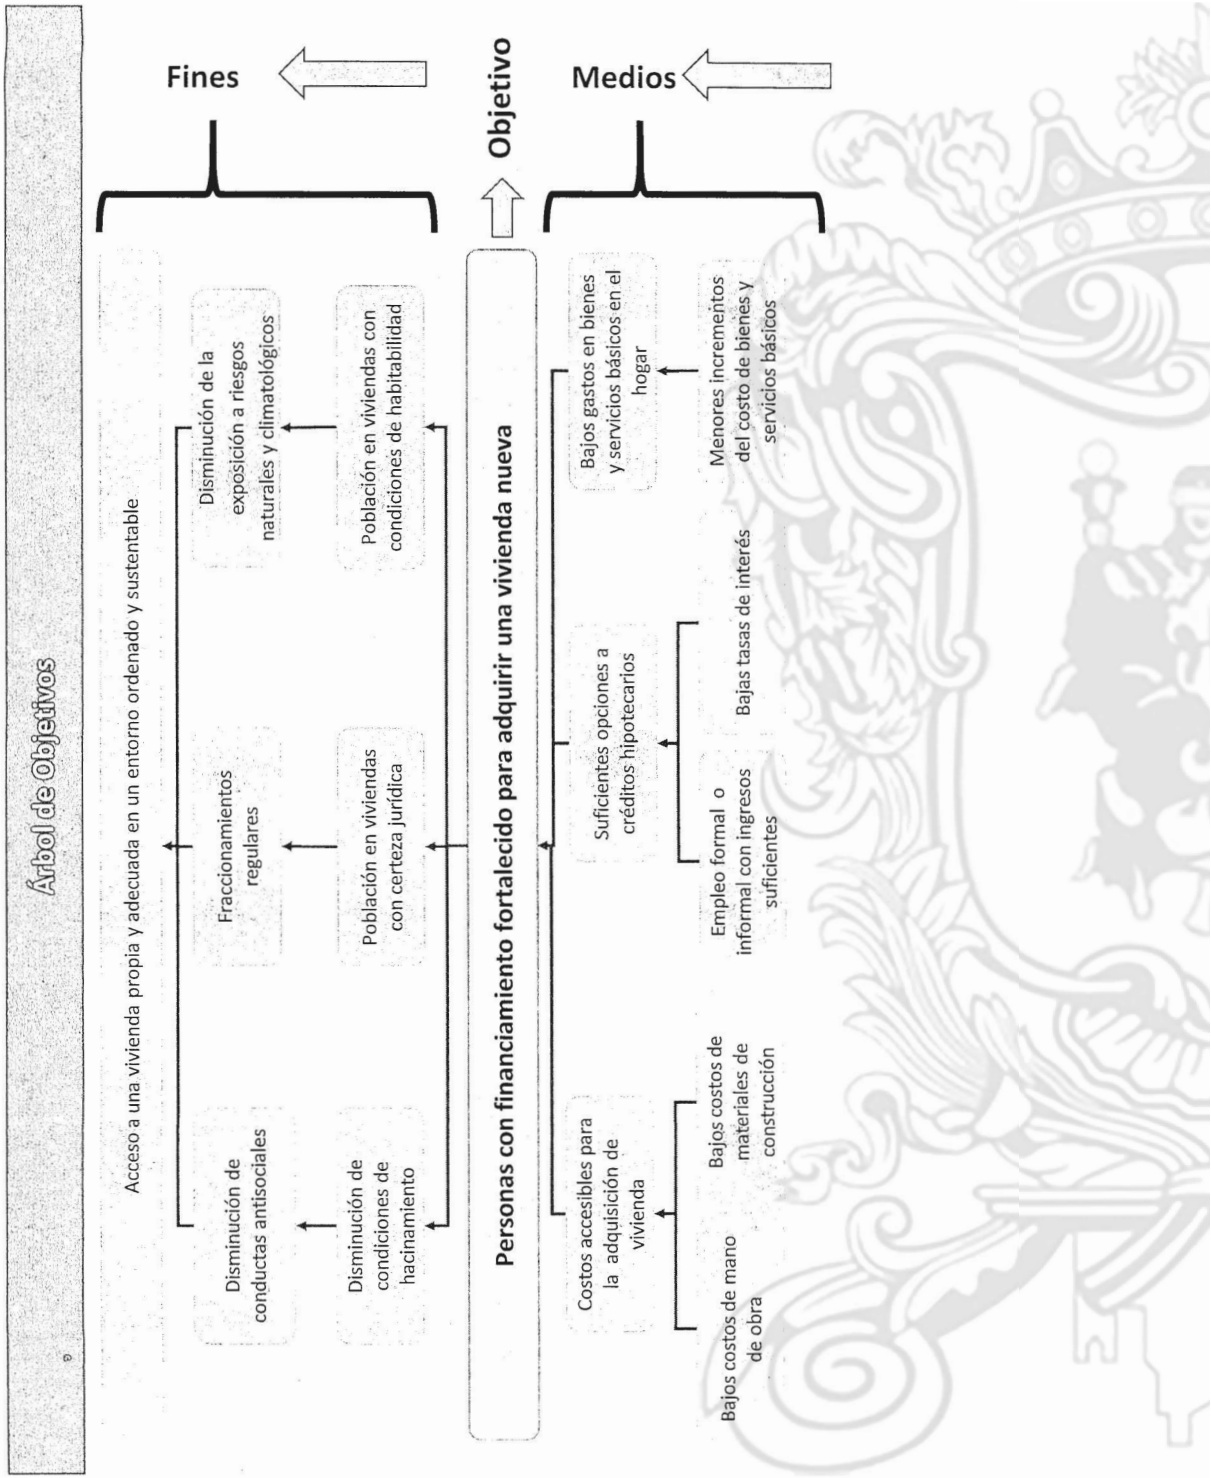 Árbol de Objetivos
Acceso a una vivienda propia y adecuada en un entorno ordenado y sustentable
Disminución de
conductas antisociales
Fraccionamientos
regulares
Disminución de la
exposición a riesgos
naturales y climatológicos
Fines
Disminución de
condiciones de
hacinamiento
Población en viviendas
con certeza jurídica
Población en viviendas con
condiciones de habitabilidad
Personas con financiamiento fortalecido para adquirir una vivienda nueva
Objetivo
Costos accesibles para
la adquisición de
vivienda
Suficientes opciones a
créditos hipotecarios
Bajos gastos en bienes
y servicios básicos en el
hogar
Medios
Bajos costos de mano
de obra
Bajos costos de
materiales de
construcción
Empleo formal o
informal con ingresos
suficientes
Bajas tasas de interés
Menores incrementos
del costo de bienes y
servicios básicos